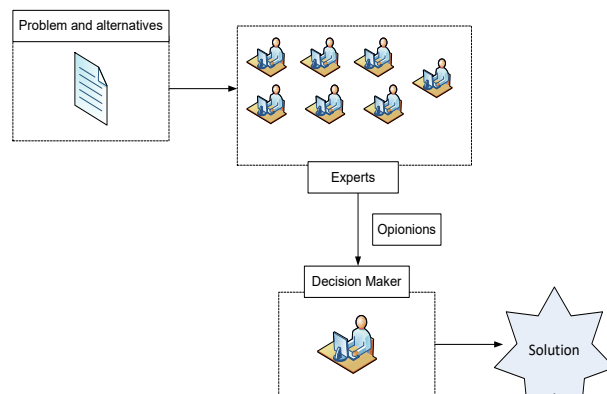 Problem and alternatives
Experts
Opionions
Decision Maker
Solution